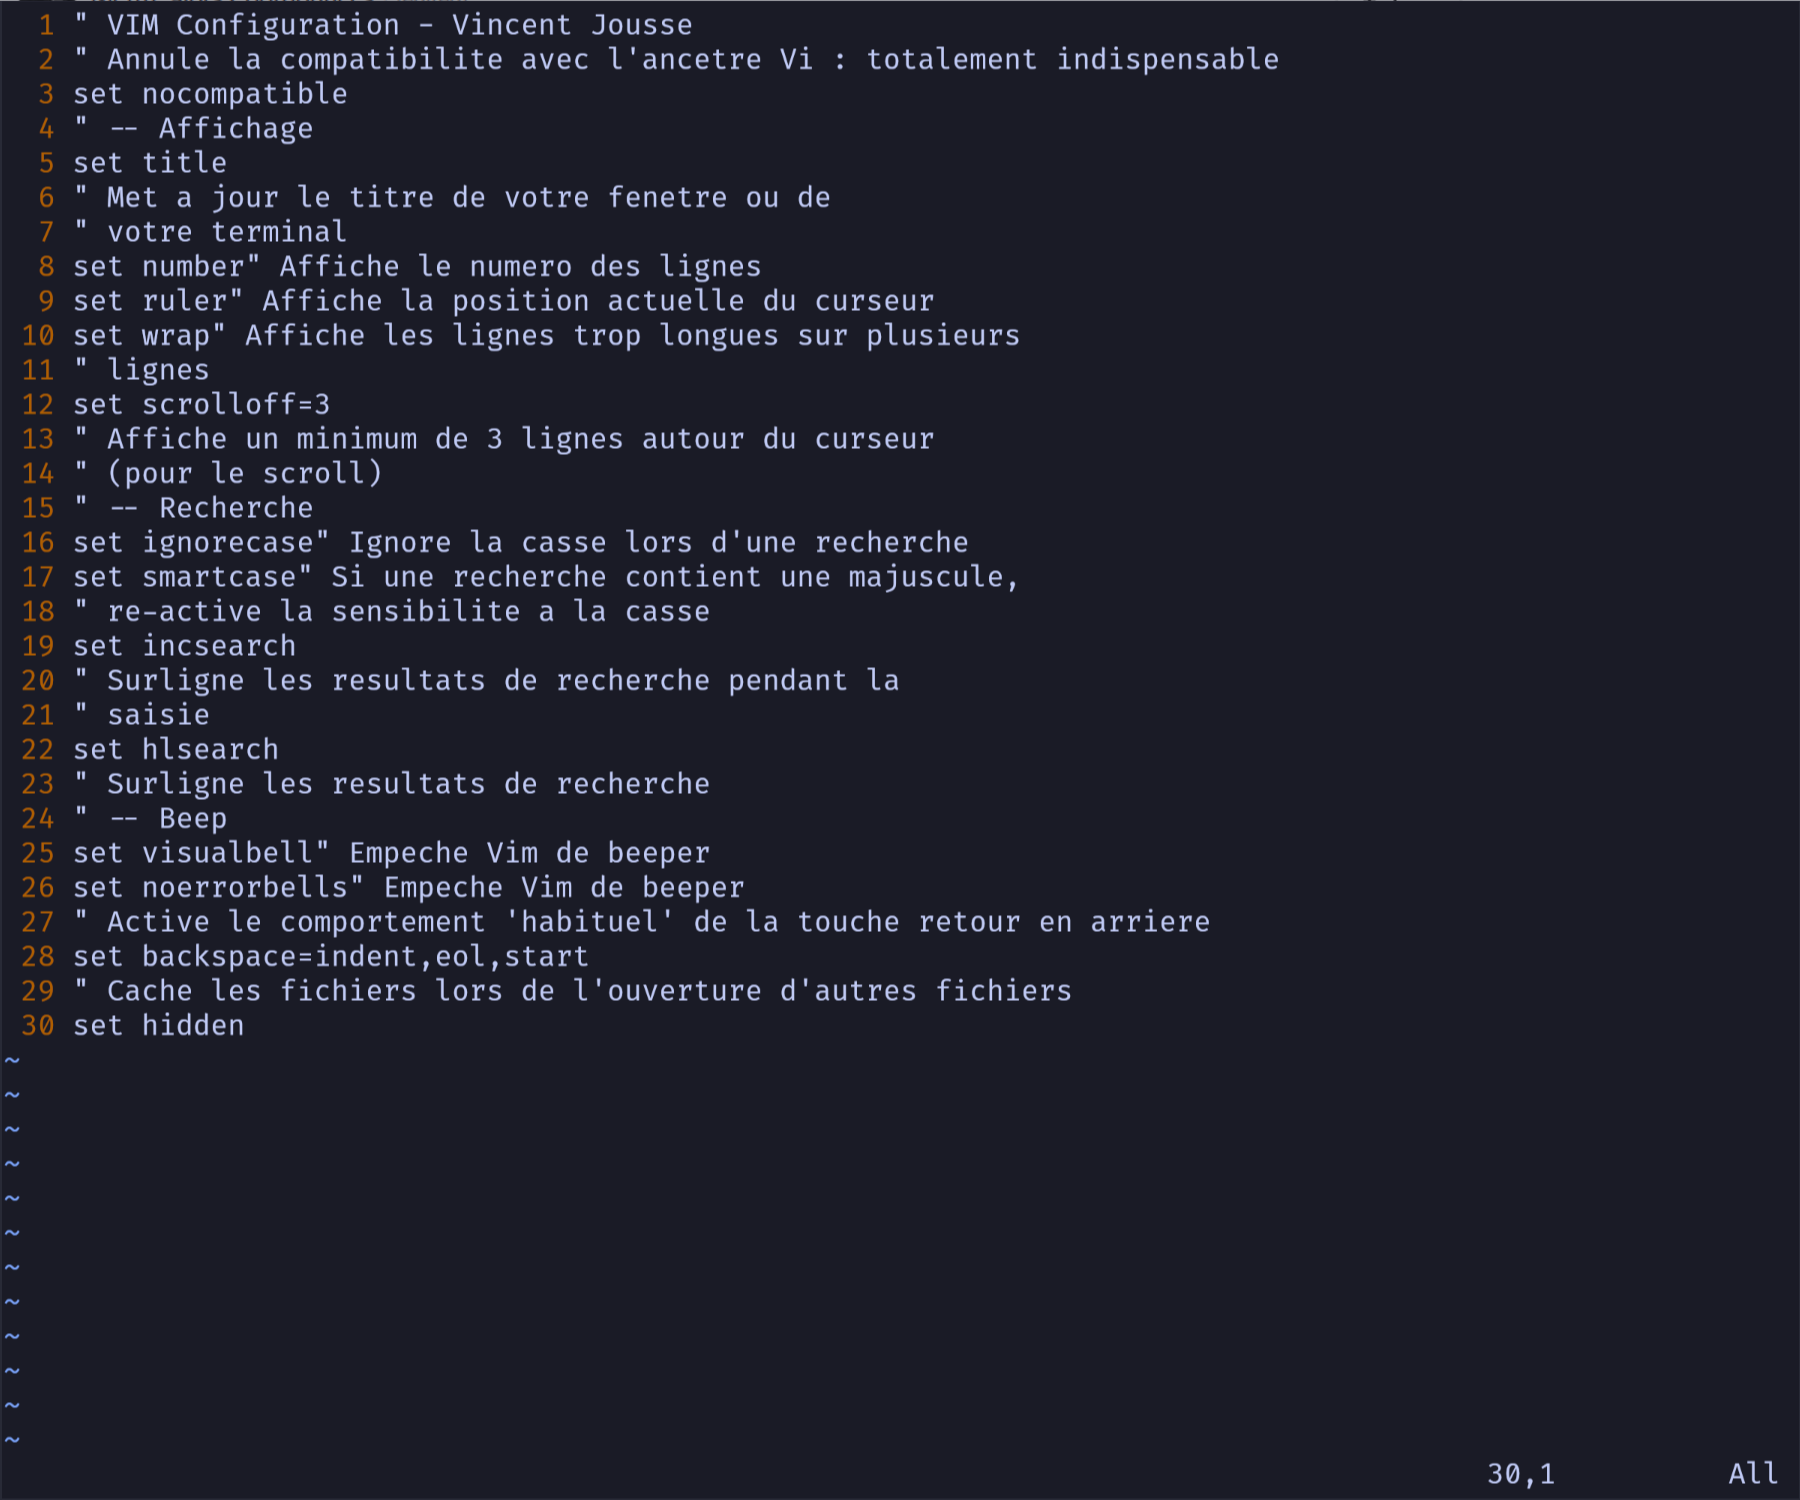 1 " VIM Configuration - Vincent Jousse
2 " Annule la compatibilite avec l'ancetre Vi : totalement indispensable
3 set nocompatible
4 " -- Affichage
5 set title
6 " Met a jour le titre de votre fenetre ou de
7 " votre terminal
8 set number" Affiche le numero des lignes
9 set ruler" Affiche la position actuelle du curseur
10 set wrap" Affiche les lignes trop longues sur plusieurs
11 " lignes
12 set scrolloff=3
13 " Affiche un minimum de 3 lignes autour du curseur
14 " (pour le scroll)
15 " -- Recherche
16 set ignorecase" Ignore la casse lors d'une recherche
17 set smartcase" Si une recherche contient une majuscule,
18 " re-active la sensibilite a la casse
19 set incsearch
20 " Surligne les resultats de recherche pendant la
21 " saisie
22 set hlsearch
23 " Surligne les resultats de recherche
24 " -- Beep
25 set visualbell" Empeche Vim de beeper
26 set noerrorbells" Empeche Vim de beeper
27 " Active le comportement 'habituel' de la touche retour en arriere
28 set backspace=indent,eol,start
29 " Cache les fichiers lors de l'ouverture d'autres fichiers
30 set hidden
~
~
~
~
~
~
~
~
~
~
~
~
30,1 All